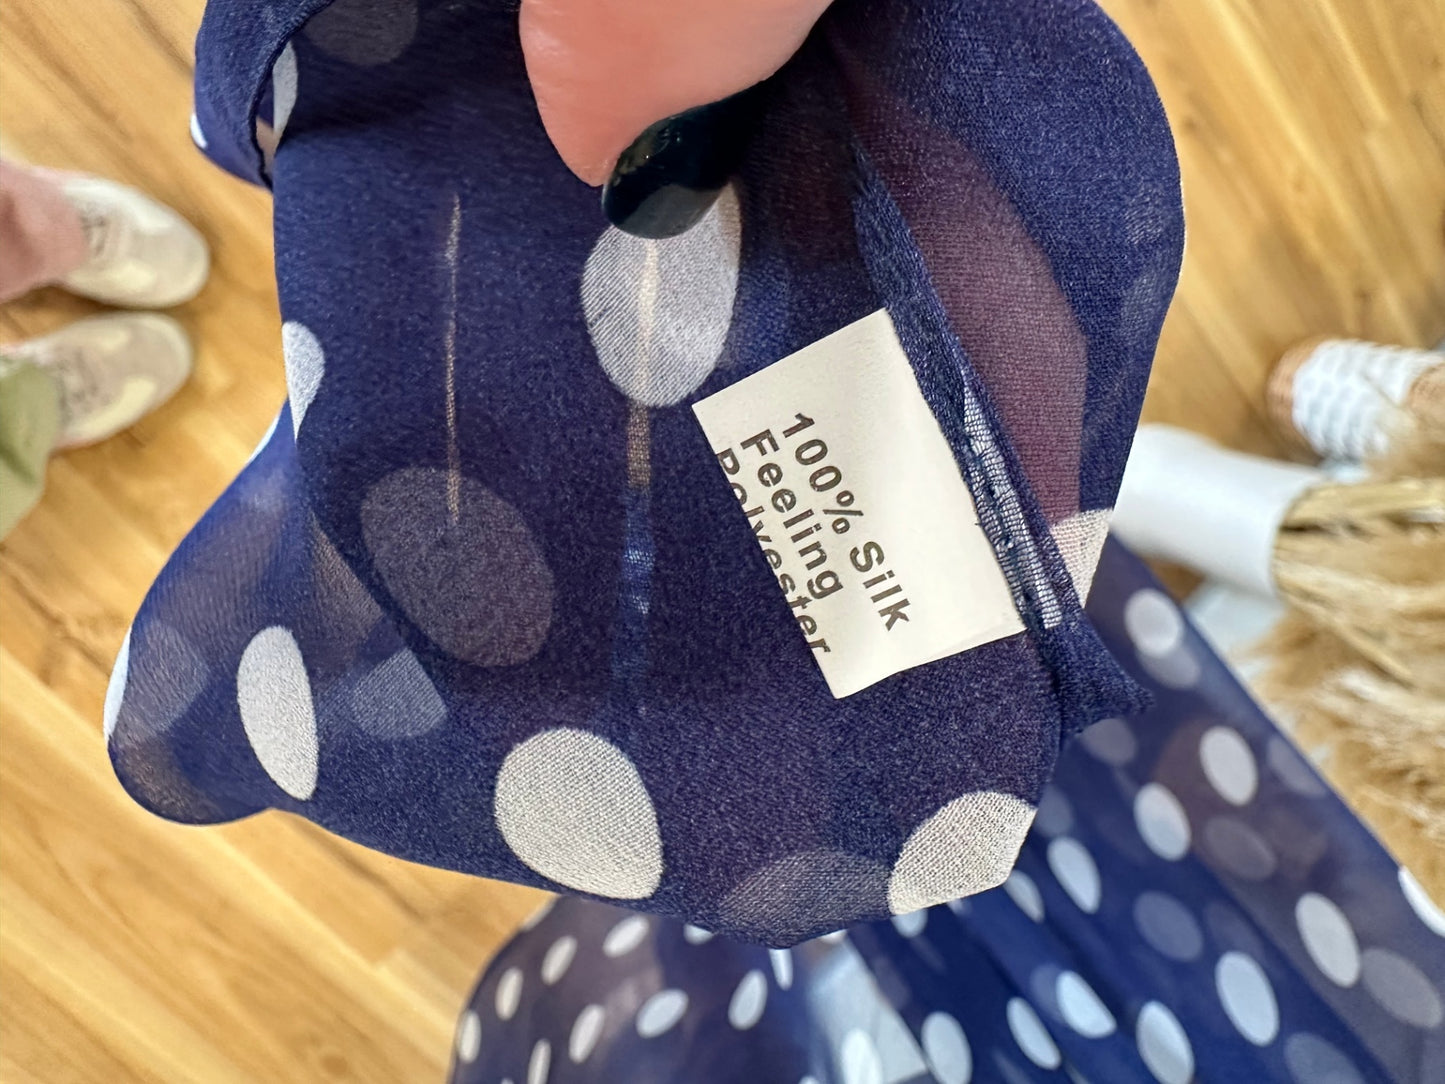 100% Silk
Feeling
Polyester